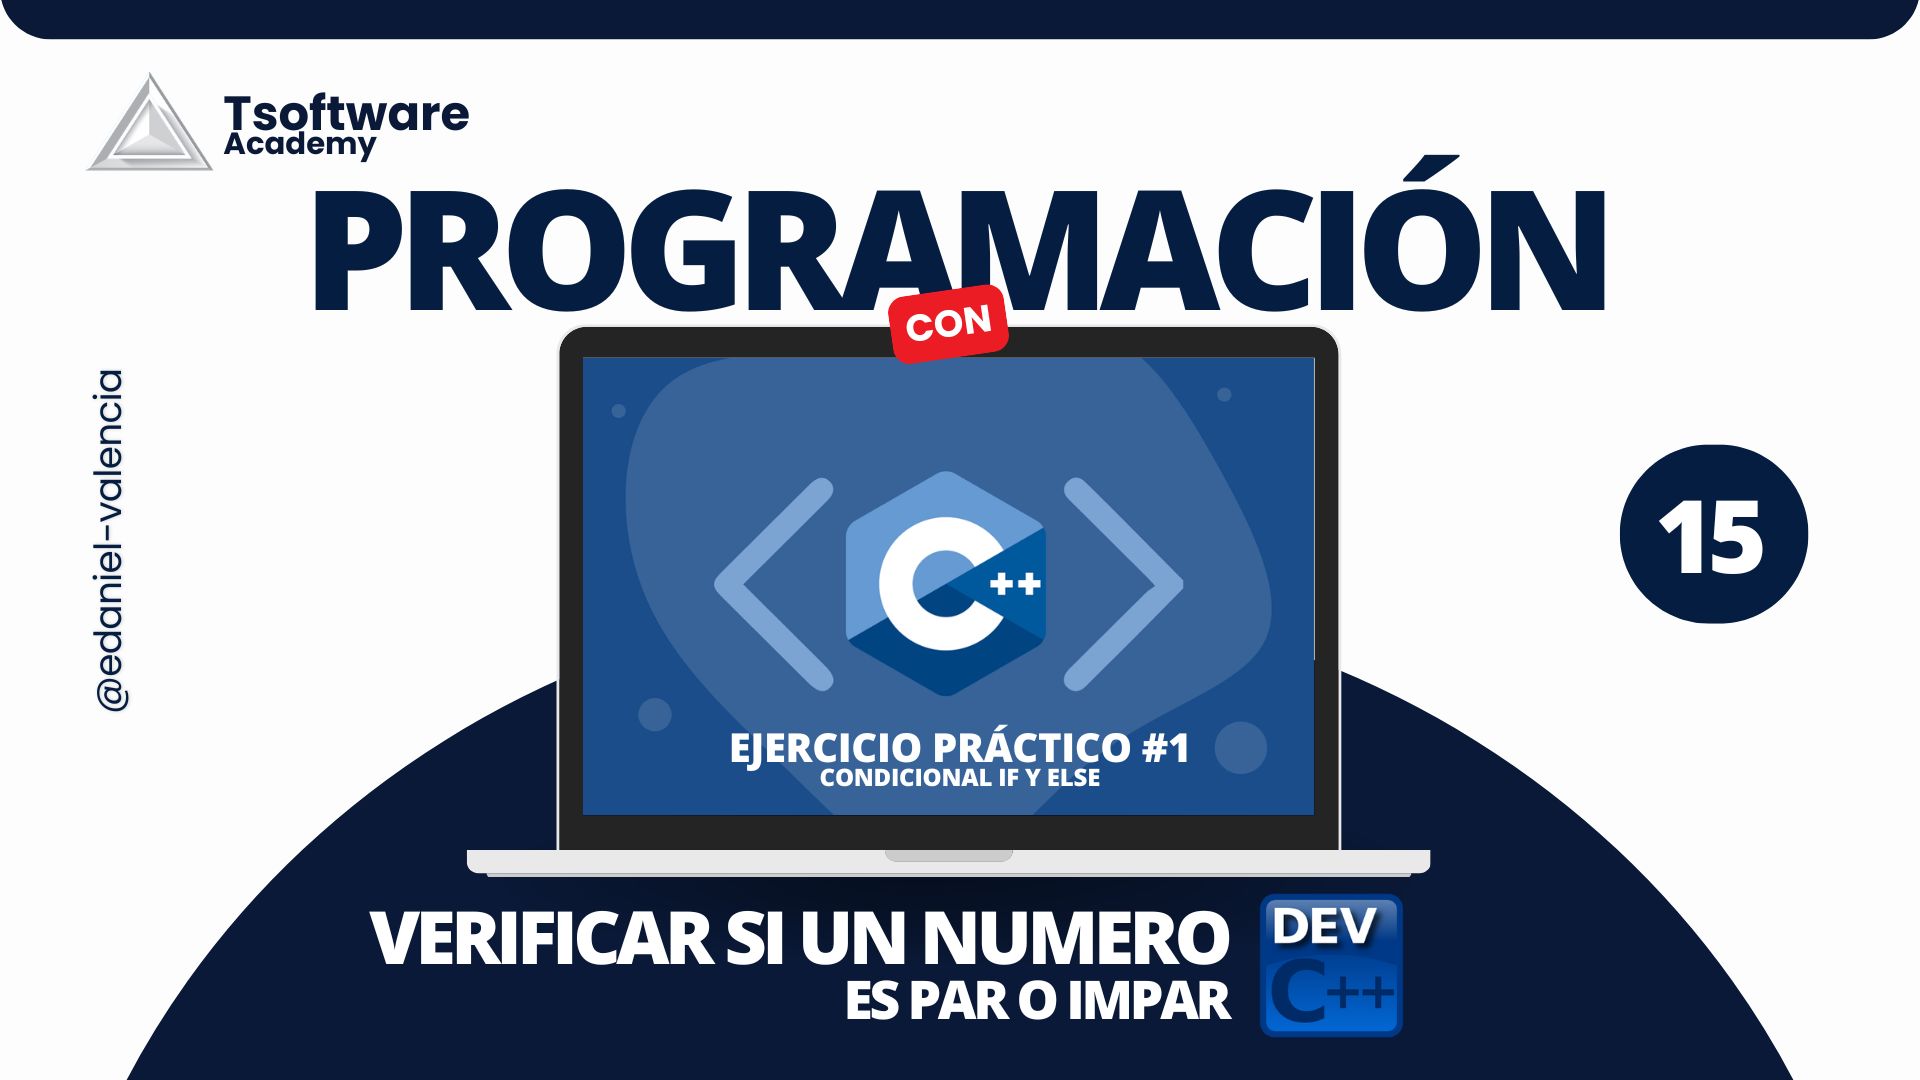 Tsoftware
Academy
PROGRAMACIÓN
CON
@edaniel-valencia
C++
15
EJERCICIO PRÁCTICO #1
CONDICIONAL IF Y ELSE
VERIFICAR SI UN NUMERO
ES PAR O IMPAR
DEV
C++